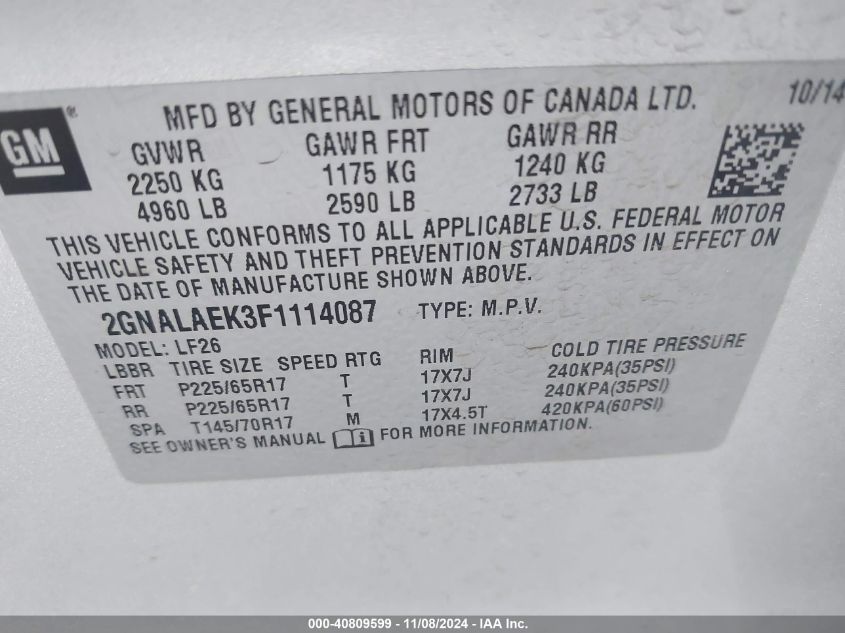 GM ®
MFD BY GENERAL MOTORS OF CANADA LTD. 10/14
GVWR GAWR FRT GAWR RR
2250 KG 1175 KG 1240 KG
4960 LB 2590 LB 2733 LB
THIS VEHICLE CONFORMS TO ALL APPLICABLE U.S. FEDERAL MOTOR
VEHICLE SAFETY AND THEFT PREVENTION STANDARDS IN EFFECT ON
THE DATE OF MANUFACTURE SHOWN ABOVE.
2GNALAEK3F1114087 TYPE: M.P.V.
MODEL: LF26
LBBR TIRE SIZE SPEED RTG RIM COLD TIRE PRESSURE
FRT P225/65R17 T 17X7J 240KPA(35PSI)
RR P225/65R17 T 17X7J 240KPA(35PSI)
SPA T145/70R17 M 17X4.5T 420KPA(60PSI)
SEE OWNER'S MANUAL i FOR MORE INFORMATION.
000-40809599 - 11/08/2024 - IAA Inc.